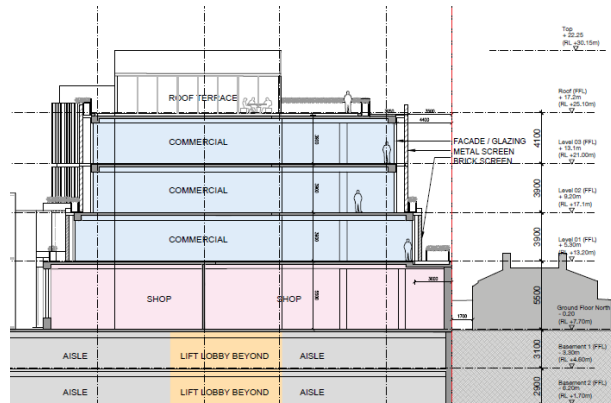 Top
+ 22.25
(RL +30.15m)
Roof (FFL)
+ 17.2m
(RL +25.10m)
ROOF TERRACE
4400
4100
COMMERCIAL
FACADE / GLAZING
METAL SCREEN
BRICK SCREEN
Level 03 (FFL)
+ 13.1m
(RL +21.00m)
COMMERCIAL
3900
Level 02 (FFL)
+ 9.20m
(RL +17.1m)
COMMERCIAL
3900
Level 01 (FFL)
+ 5.30m
(RL +13.20m)
SHOP
SHOP
5500
1700
Ground Floor North
- 0.20
(RL +7.70m)
AISLE
LIFT LOBBY BEYOND
AISLE
3100
Basement 1 (FFL)
- 3.30m
(RL +4.60m)
AISLE
LIFT LOBBY BEYOND
AISLE
2900
Basement 2 (FFL)
- 6.20m
(RL +1.70m)